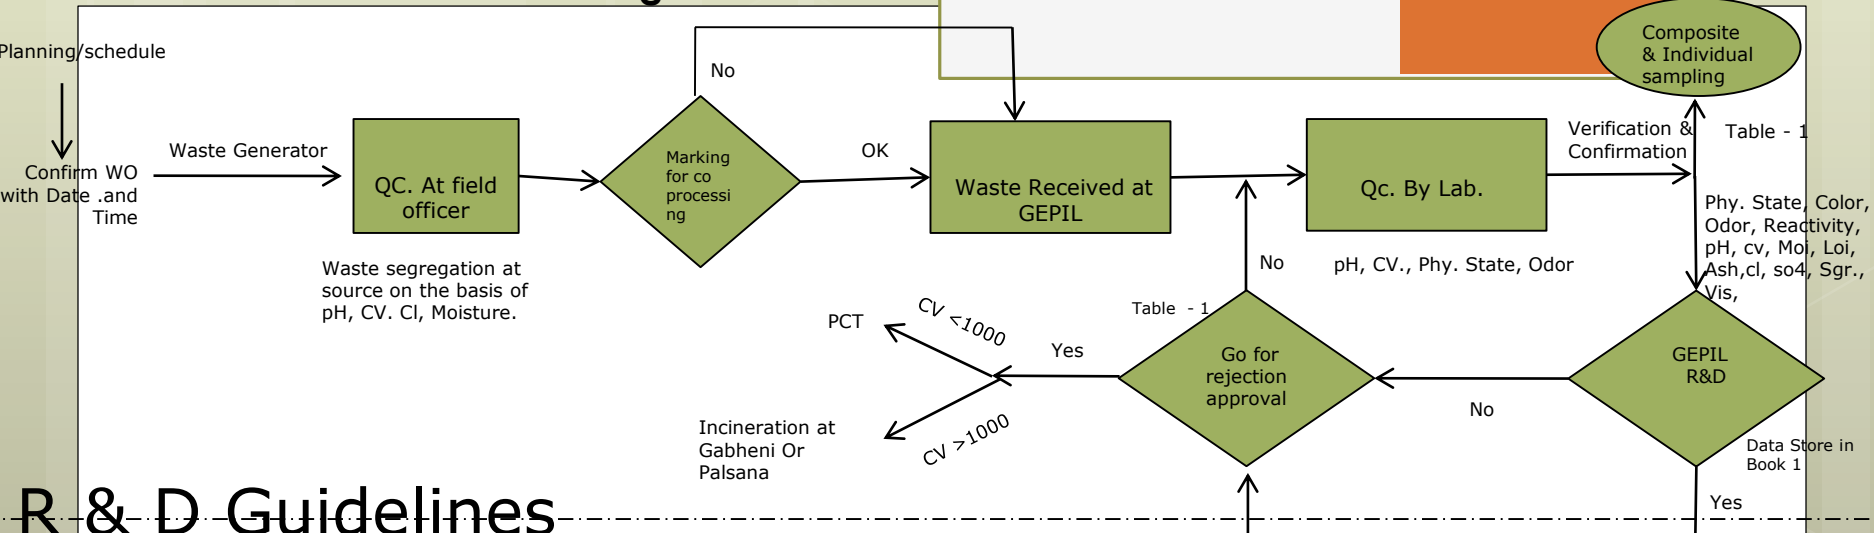 Planning/schedule
No
Composite
& Individual
sampling
Confirm WO
with Date .and
Time
Waste Generator
QC. At field
officer
Marking
for co
processi
ng
OK
Waste Received at
GEPIL
Qc. By Lab.
Verification &
Confirmation
Table - 1
Waste segregation at
source on the basis of
pH, CV. Cl, Moisture.
No
pH, CV., Phy. State, Odor
Phy. State, Color,
Odor, Reactivity,
pH, cv, Moi, Loi,
Ash,cl, so4, Sgr.,
Vis,
PCT
CV <1000
Yes
Table - 1
Go for
rejection
approval
No
GEPIL
R&D
Incineration at
Gabheni Or
Palsana
CV >1000
Data Store in
Book 1
Yes
R & D Guidelines